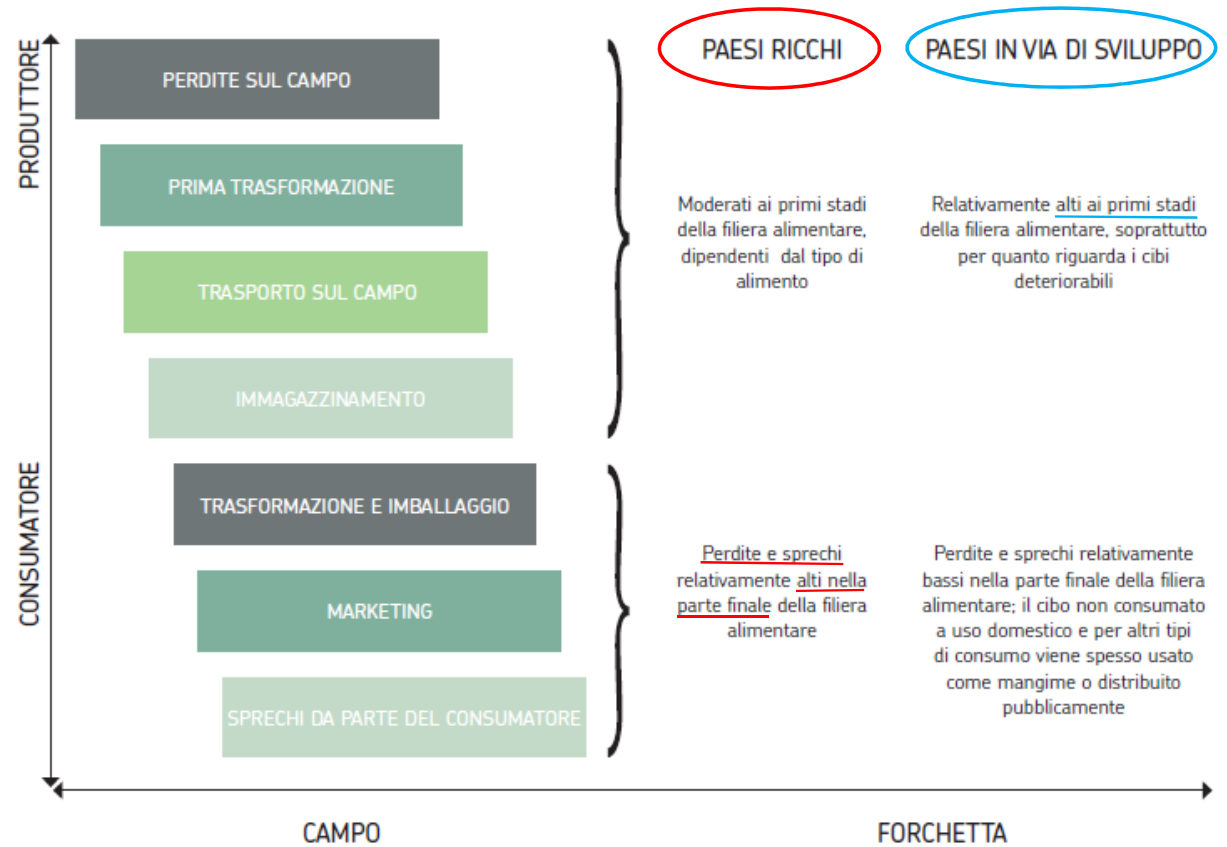 PRODUTTORE
CONSUMATORE
PERDITE SUL CAMPO
PRIMA TRASFORMAZIONE
TRASPORTO SUL CAMPO
IMMAGAZZINAMENTO
TRASFORMAZIONE E IMBALLAGGIO
MARKETING
SPRECHI DA PARTE DEL CONSUMATORE
PAESI RICCHI
Moderati ai primi stadi
della filiera alimentare,
dipendenti dal tipo di
alimento
Perdite e sprechi
relativamente alti nella
parte finale della filiera
alimentare
PAESI IN VIA DI SVILUPPO
Relativamente alti ai primi stadi
della filiera alimentare, soprattutto
per quanto riguarda i cibi
deteriorabili
Perdite e sprechi relativamente
bassi nella parte finale della filiera
alimentare; il cibo non consumato
a uso domestico e per altri tipi
di consumo viene spesso usato
come mangime o distribuito
pubblicamente
CAMPO
FORCHETTA